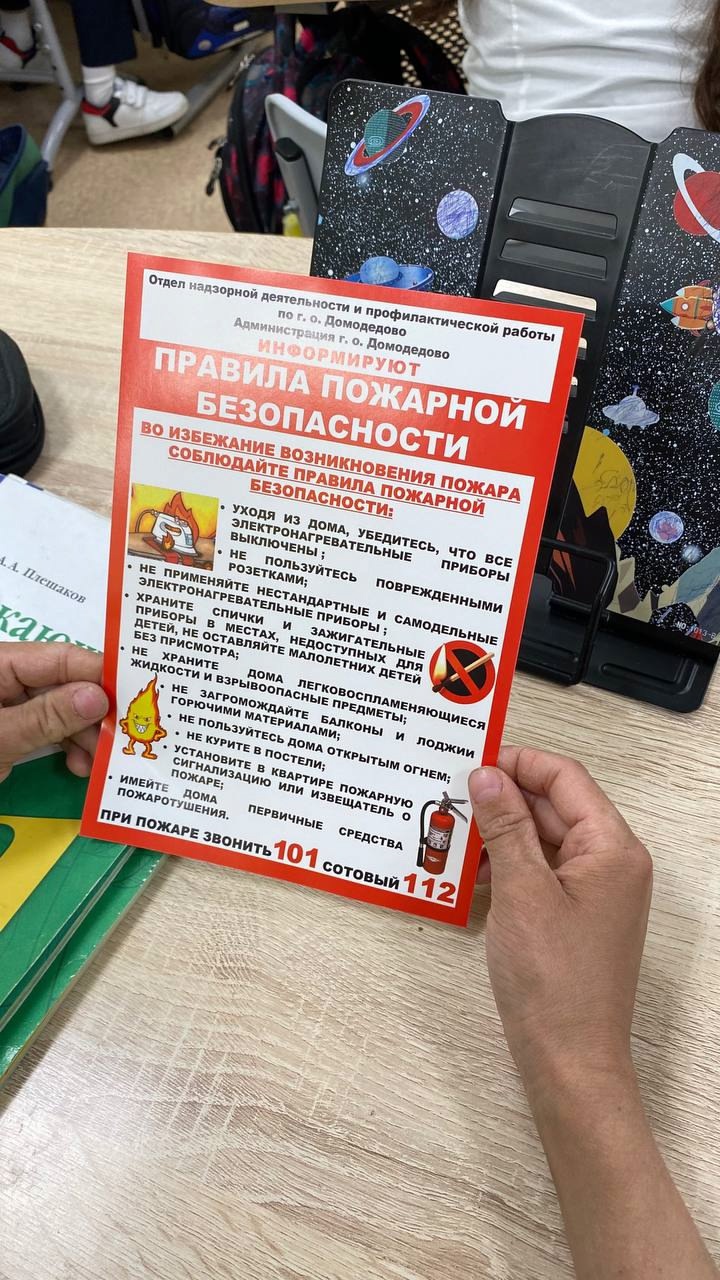 Отдел надзорной деятельности и профилактической работы
по г. о. Домодедово
Администрация г. о. Домодедово
ИНФОРМИРУЮТ
ПРАВИЛА ПОЖАРНОЙ
БЕЗОПАСНОСТИ
ВО ИЗБЕЖАНИЕ ВОЗНИКНОВЕНИЯ ПОЖАРА
СОБЛЮДАЙТЕ ПРАВИЛА ПОЖАРНОЙ
БЕЗОПАСНОСТИ:
• УХОДЯ ИЗ ДОМА, УБЕДИТЕСЬ, ЧТО ВСЕ
ЭЛЕКТРОНАГРЕВАТЕЛЬНЫЕ ПРИБОРЫ
ВЫКЛЮЧЕНЫ;
• НЕ ПОЛЬЗУЙТЕСЬ ПОВРЕЖДЕННЫМИ
РОЗЕТКАМИ;
• НЕ ПРИМЕНЯЙТЕ НЕСТАНДАРТНЫЕ И САМОДЕЛЬНЫЕ
ЭЛЕКТРОНАГРЕВАТЕЛЬНЫЕ ПРИБОРЫ;
• ХРАНИТЕ СПИЧКИ И ЗАЖИГАТЕЛЬНЫЕ
ПРИБОРЫ В МЕСТАХ, НЕДОСТУПНЫХ ДЛЯ
ДЕТЕЙ, НЕ ОСТАВЛЯЙТЕ МАЛОЛЕТНИХ ДЕТЕЙ
БЕЗ ПРИСМОТРА;
• НЕ ХРАНИТЕ ДОМА ЛЕГКОВОСПЛАМЕНЯЮЩИЕСЯ
ЖИДКОСТИ И ВЗРЫВООПАСНЫЕ ПРЕДМЕТЫ;
• НЕ ЗАГРОМОЖДАЙТЕ БАЛКОНЫ И ЛОДЖИИ
ГОРЮЧИМИ МАТЕРИАЛАМИ;
• НЕ ПОЛЬЗУЙТЕСЬ ДОМА ОТКРЫТЫМ ОГНЕМ;
• НЕ КУРИТЕ В ПОСТЕЛИ;
• УСТАНОВИТЕ В КВАРТИРЕ ПОЖАРНУЮ
СИГНАЛИЗАЦИЮ ИЛИ ИЗВЕЩАТЕЛЬ О
ПОЖАРЕ;
• ИМЕЙТЕ ДОМА ПЕРВИЧНЫЕ СРЕДСТВА
ПОЖАРОТУШЕНИЯ.
ПРИ ПОЖАРЕ ЗВОНИТЬ 101 СОТОВЫЙ 112
А.А. Плешаков